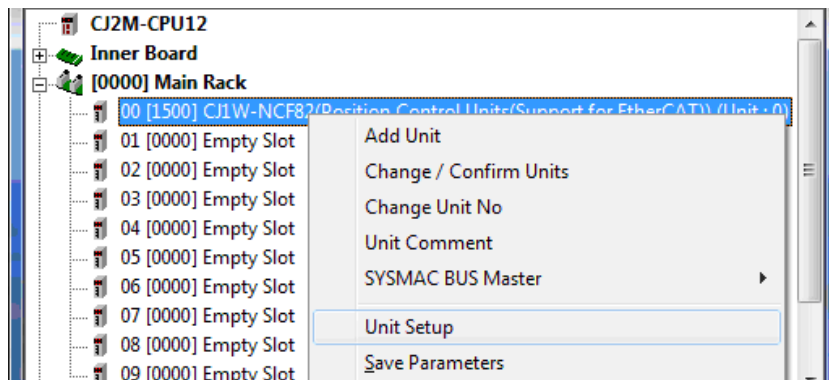 CJ2M-CPU12
Inner Board
[0000] Main Rack
00 [1500] CJ1W-NCF82(Position Control Units(Support for EtherCAT)) (Unit : 0)
01 [0000] Empty Slot
02 [0000] Empty Slot
03 [0000] Empty Slot
04 [0000] Empty Slot
05 [0000] Empty Slot
06 [0000] Empty Slot
07 [0000] Empty Slot
08 [0000] Empty Slot
09 [0000] Empty Slot
Add Unit
Change / Confirm Units
Change Unit No
Unit Comment
SYSMAC BUS Master
Unit Setup
Save Parameters